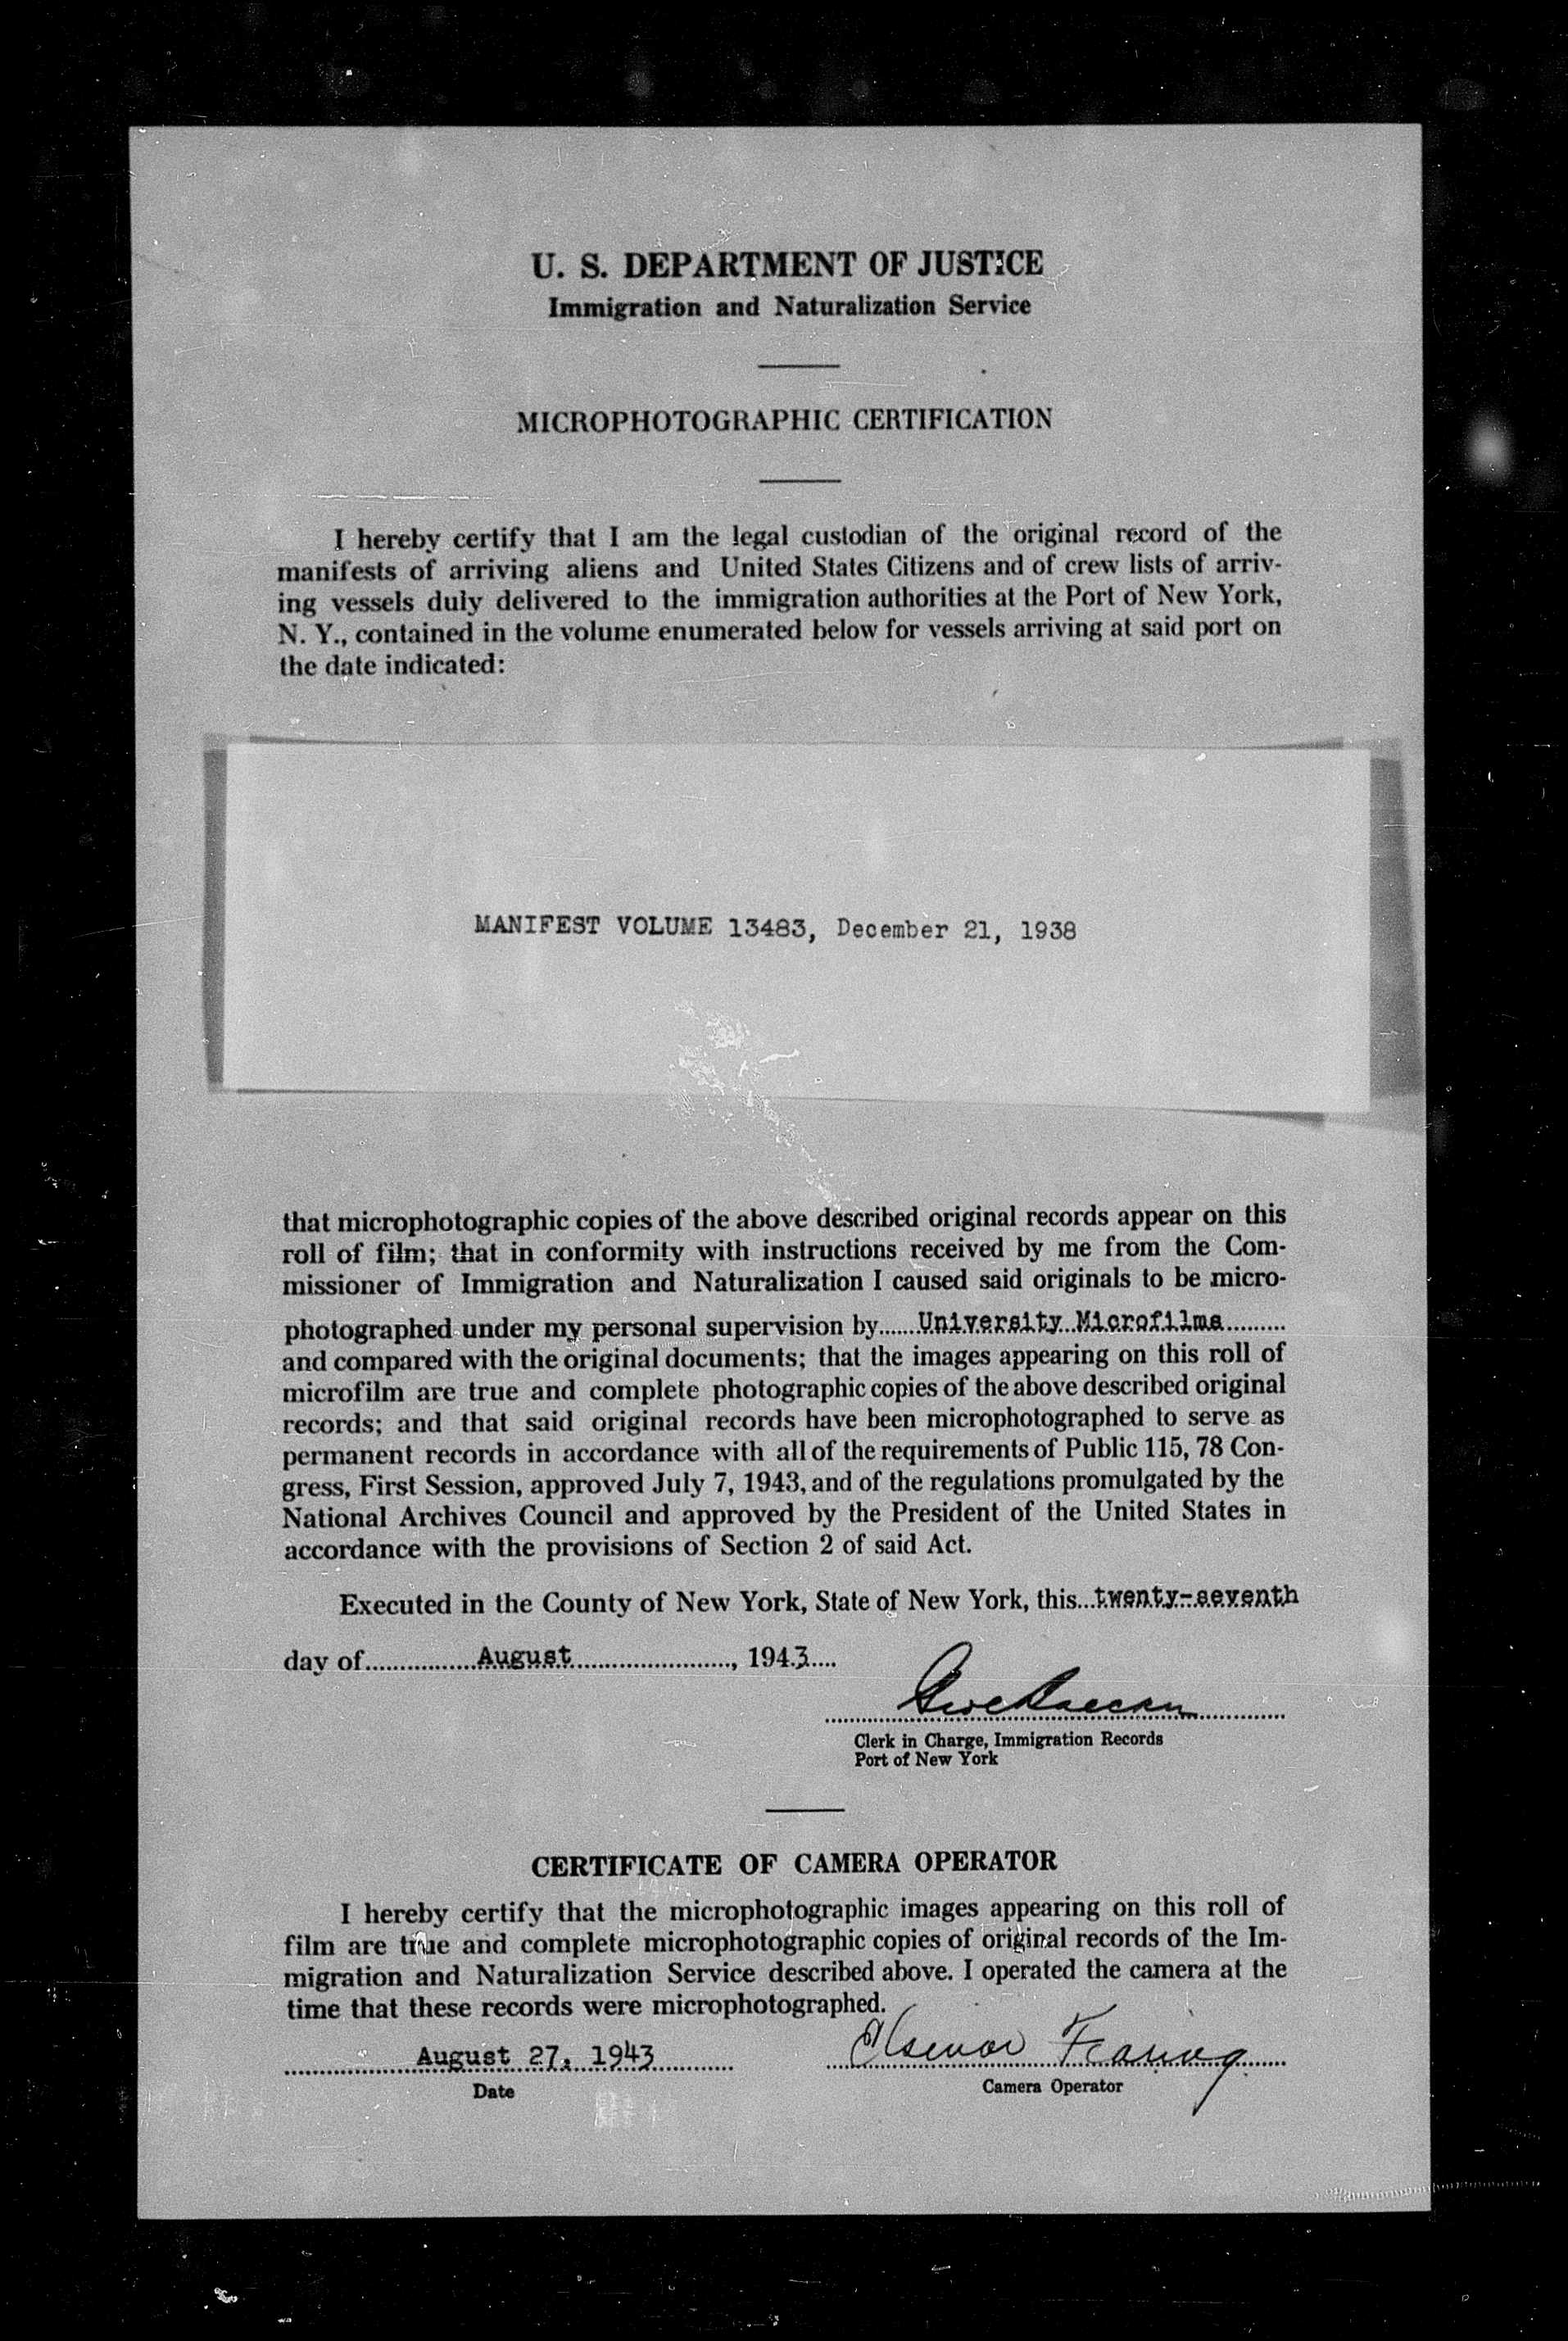 U. S. DEPARTMENT OF JUSTICE
Immigration and Naturalization Service
MICROPHOTOGRAPHIC CERTIFICATION
I hereby certify that I am the legal custodian of the original record of the
manifests of arriving aliens and United States Citizens and of crew lists of arriv-
ing vessels duly delivered to the immigration authorities at the Port of New York,
N. Y., contained in the volume enumerated below for vessels arriving at said port on
the date indicated:
MANIFEST VOLUME 13483, December 21, 1938
that microphotographic copies of the above described original records appear on this
roll of film; that in conformity with instructions received by me from the Com-
missioner of Immigration and Naturalization I caused said originals to be micro-
photographed under my personal supervision by University Microfilms
and compared with the original documents; that the images appearing on this roll of
microfilm are true and complete photographic copies of the above described original
records; and that said original records have been microphotographed to serve as
permanent records in accordance with all of the requirements of Public 115, 78 Con-
gress, First Session, approved July 7, 1943, and of the regulations promulgated by the
National Archives Council and approved by the President of the United States in
accordance with the provisions of Section 2 of said Act.
Executed in the County of New York, State of New York, this twenty-seventh
day of August, 1943
Clerk in Charge, Immigration Records
Port of New York
CERTIFICATE OF CAMERA OPERATOR
I hereby certify that the microphotographic images appearing on this roll of
film are true and complete microphotographic copies of original records of the Im-
migration and Naturalization Service described above. I operated the camera at the
time that these records were microphotographed.
August 27, 1943
Date
Camera Operator